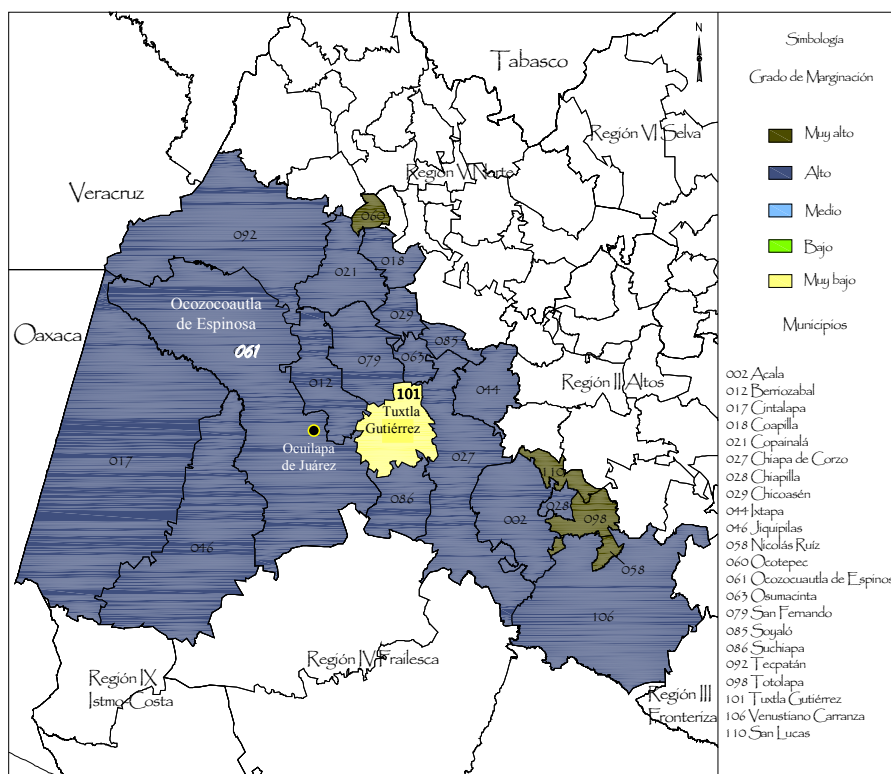 N
Tabasco
Región VI Selva
Región V Norte
Veracruz
060
092
018
021
Ocozocoautla
de Espinosa
Oaxaca
029
085
061
079
063
012
044
Región II Altos
101
Tuxtla
Gutiérrez
Ocuilapa
de Juárez
017
027
110
086
028
002
098
046
058
106
Región IV Frailesca
Región IX
Istmo-Costa
Región III
Fronteriza
Simbología
Grado de Marginación
Muy alto
Alto
Medio
Bajo
Muy bajo
Municipios
002 Acala
012 Berriozabal
017 Cintalapa
018 Coapilla
021 Copainalá
027 Chiapa de Corzo
028 Chiapilla
029 Chicoasén
044 Ixtapa
046 Jiquipilas
058 Nicolás Ruíz
060 Ocotepec
061 Ocozocuautla de Espinos
063 Osumacinta
079 San Fernando
085 Soyaló
086 Suchiapa
092 Tecpatán
098 Totolapa
101 Tuxtla Gutiérrez
106 Venustiano Carranza
110 San Lucas